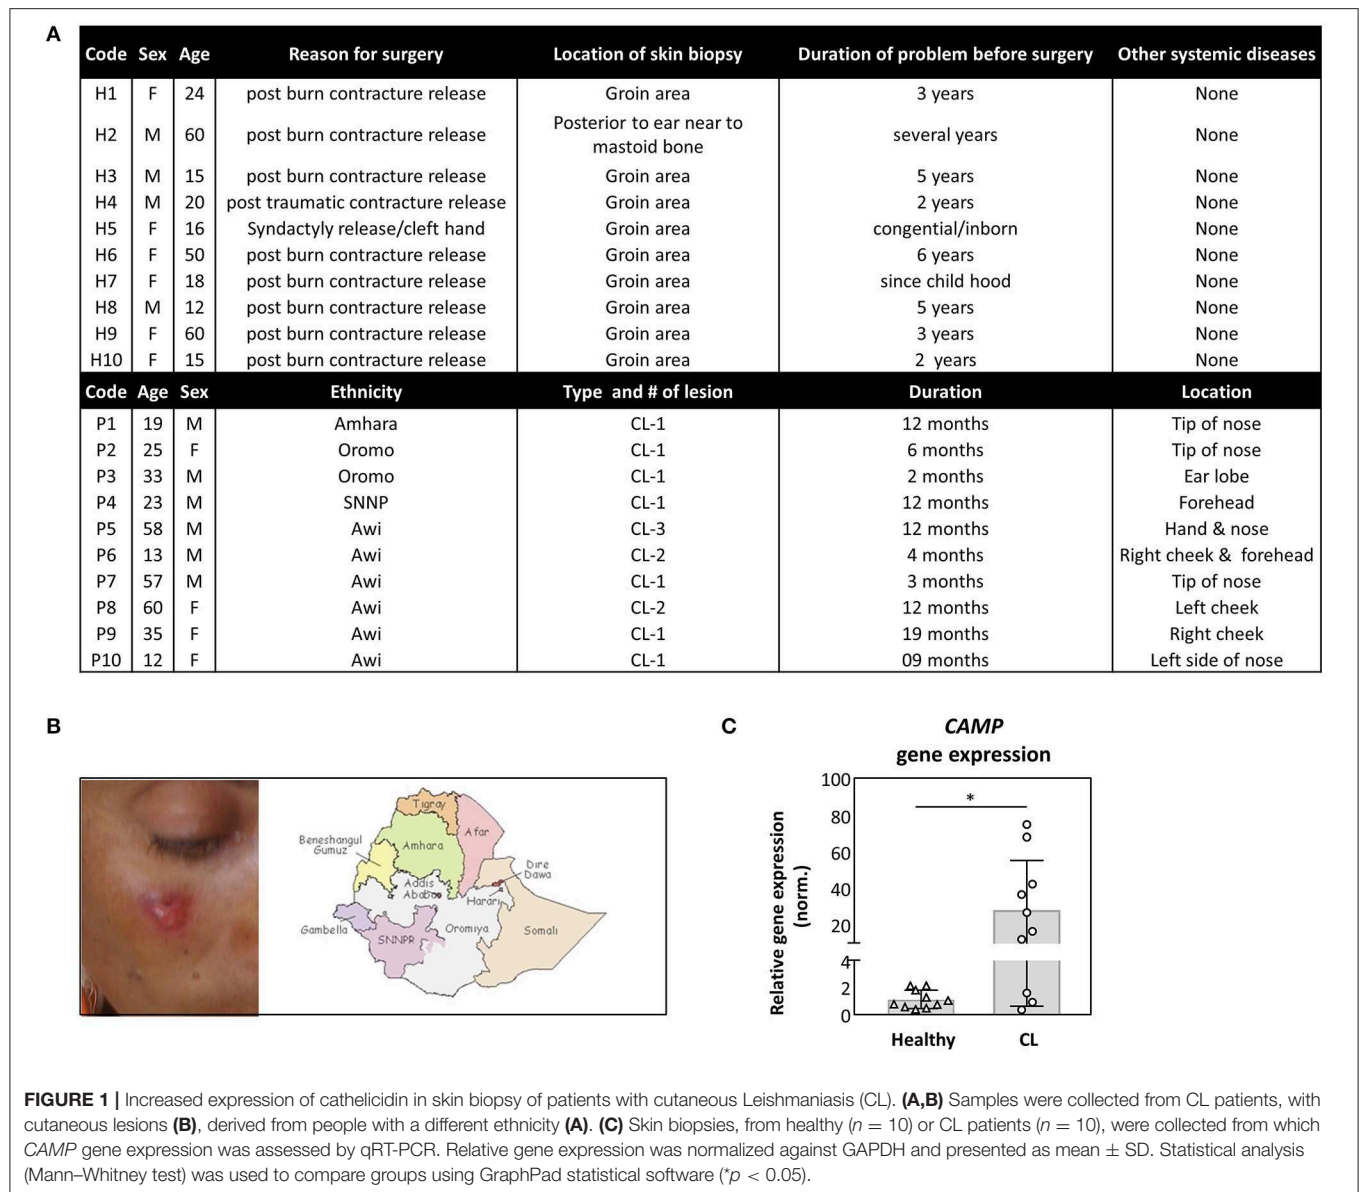 A
Code Sex Age Reason for surgery Location of skin biopsy Duration of problem before surgery Other systemic diseases
H1 F 24 post burn contracture release Groin area 3 years None
H2 M 60 post burn contracture release Posterior to ear near to mastoid bone several years None
H3 M 15 post burn contracture release Groin area 5 years None
H4 M 20 post traumatic contracture release Groin area 2 years None
H5 F 16 Syndactyly release/cleft hand Groin area congential/inborn None
H6 F 50 post burn contracture release Groin area 6 years None
H7 F 18 post burn contracture release Groin area since child hood None
H8 M 12 post burn contracture release Groin area 5 years None
H9 F 60 post burn contracture release Groin area 3 years None
H10 F 15 post burn contracture release Groin area 2 years None
Code Age Sex Ethnicity Type and # of lesion Duration Location
P1 19 M Amhara CL-1 12 months Tip of nose
P2 25 F Oromo CL-1 6 months Tip of nose
P3 33 M Oromo CL-1 2 months Ear lobe
P4 23 M SNNP CL-1 12 months Forehead
P5 58 M Awi CL-3 12 months Hand & nose
P6 13 M Awi CL-2 4 months Right cheek & forehead
P7 57 M Awi CL-1 3 months Tip of nose
P8 60 F Awi CL-2 12 months Left cheek
P9 35 F Awi CL-1 19 months Right cheek
P10 12 F Awi CL-1 09 months Left side of nose
B
Tigray
Afar
Amhara
Beneshangul
Gumuz
Dire
Dawa
Addis
Ababa
Harari
Gambella
SNNPR
Oromiya
Somali
C
CAMP
gene expression
Relative gene expression
(norm.)
100
80
60
40
20
4
2
0
*
Healthy CL
FIGURE 1 | Increased expression of cathelicidin in skin biopsy of patients with cutaneous Leishmaniasis (CL). (A,B) Samples were collected from CL patients, with
cutaneous lesions (B), derived from people with a different ethnicity (A). (C) Skin biopsies, from healthy (n = 10) or CL patients (n = 10), were collected from which
CAMP gene expression was assessed by qRT-PCR. Relative gene expression was normalized against GAPDH and presented as mean ± SD. Statistical analysis
(Mann–Whitney test) was used to compare groups using GraphPad statistical software (*p < 0.05).